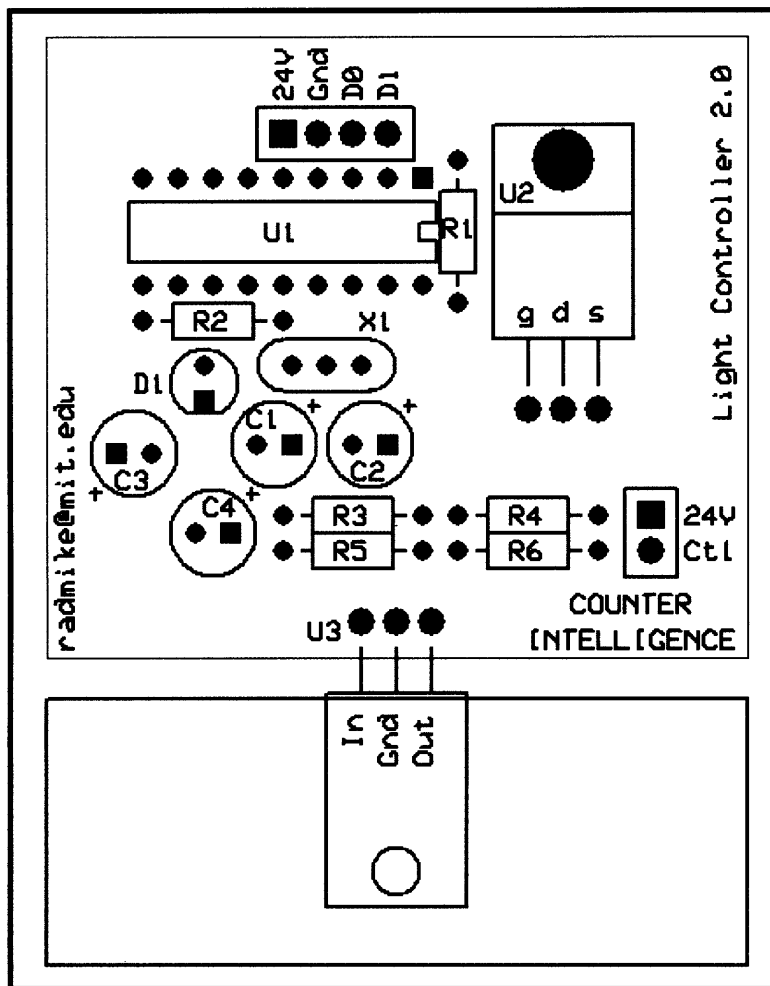 24V
Gnd
D0
D1
Light Controller 2.0
U2
U1
R1
g d s
R2
X1
D1
C1
C2
C3
C4
radmike@mit.edu
R3
R4
24V
R5
R6
Ctl
COUNTER
INTELLIGENCE
U3
In
Gnd
Out